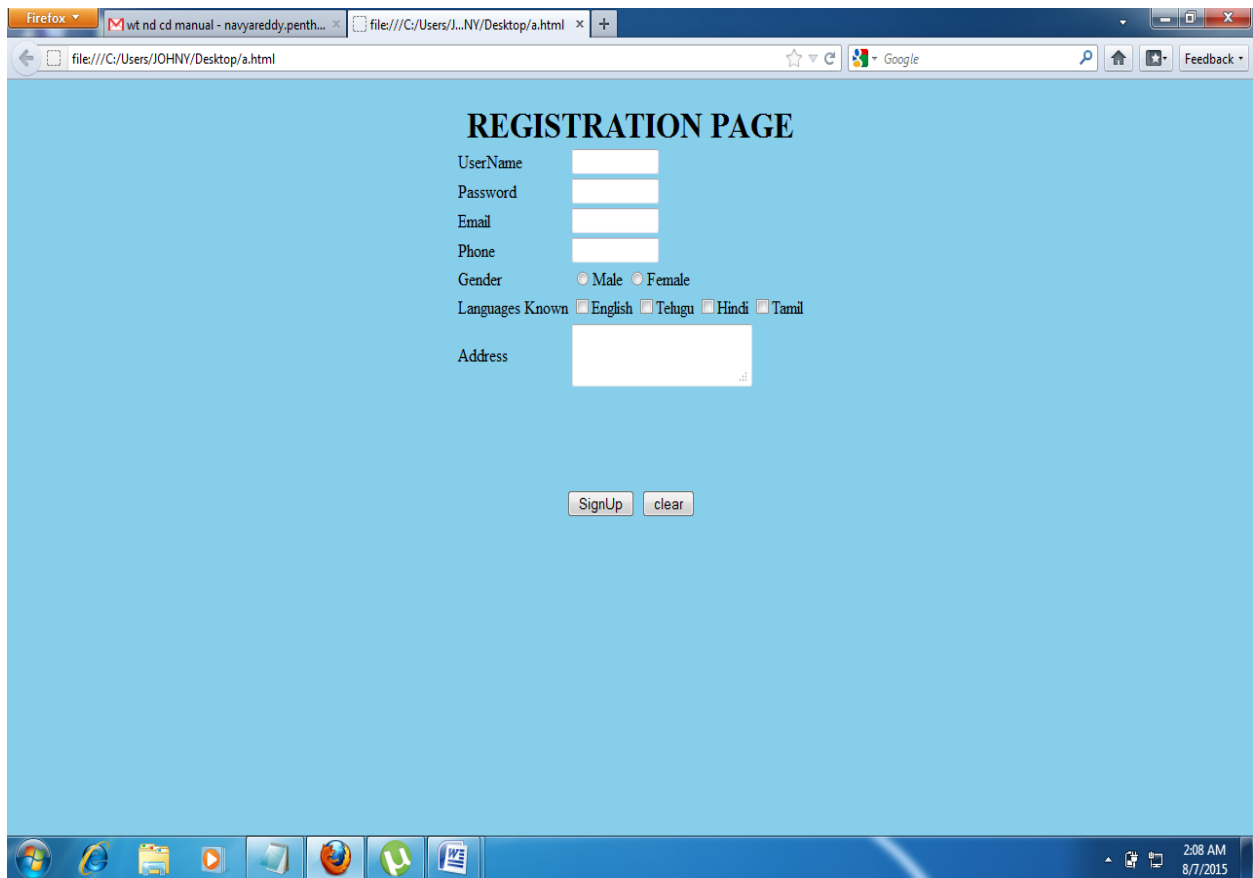 Firefox
wt nd cd manual - navyareddy.penth... × file:///C:/Users/J...NY/Desktop/a.html × +
file:///C:/Users/JOHNY/Desktop/a.html Google Feedback
REGISTRATION PAGE
UserName
Password
Email
Phone
Gender Male Female
Languages Known English Telugu Hindi Tamil
Address
SignUp clear
2:08 AM
8/7/2015